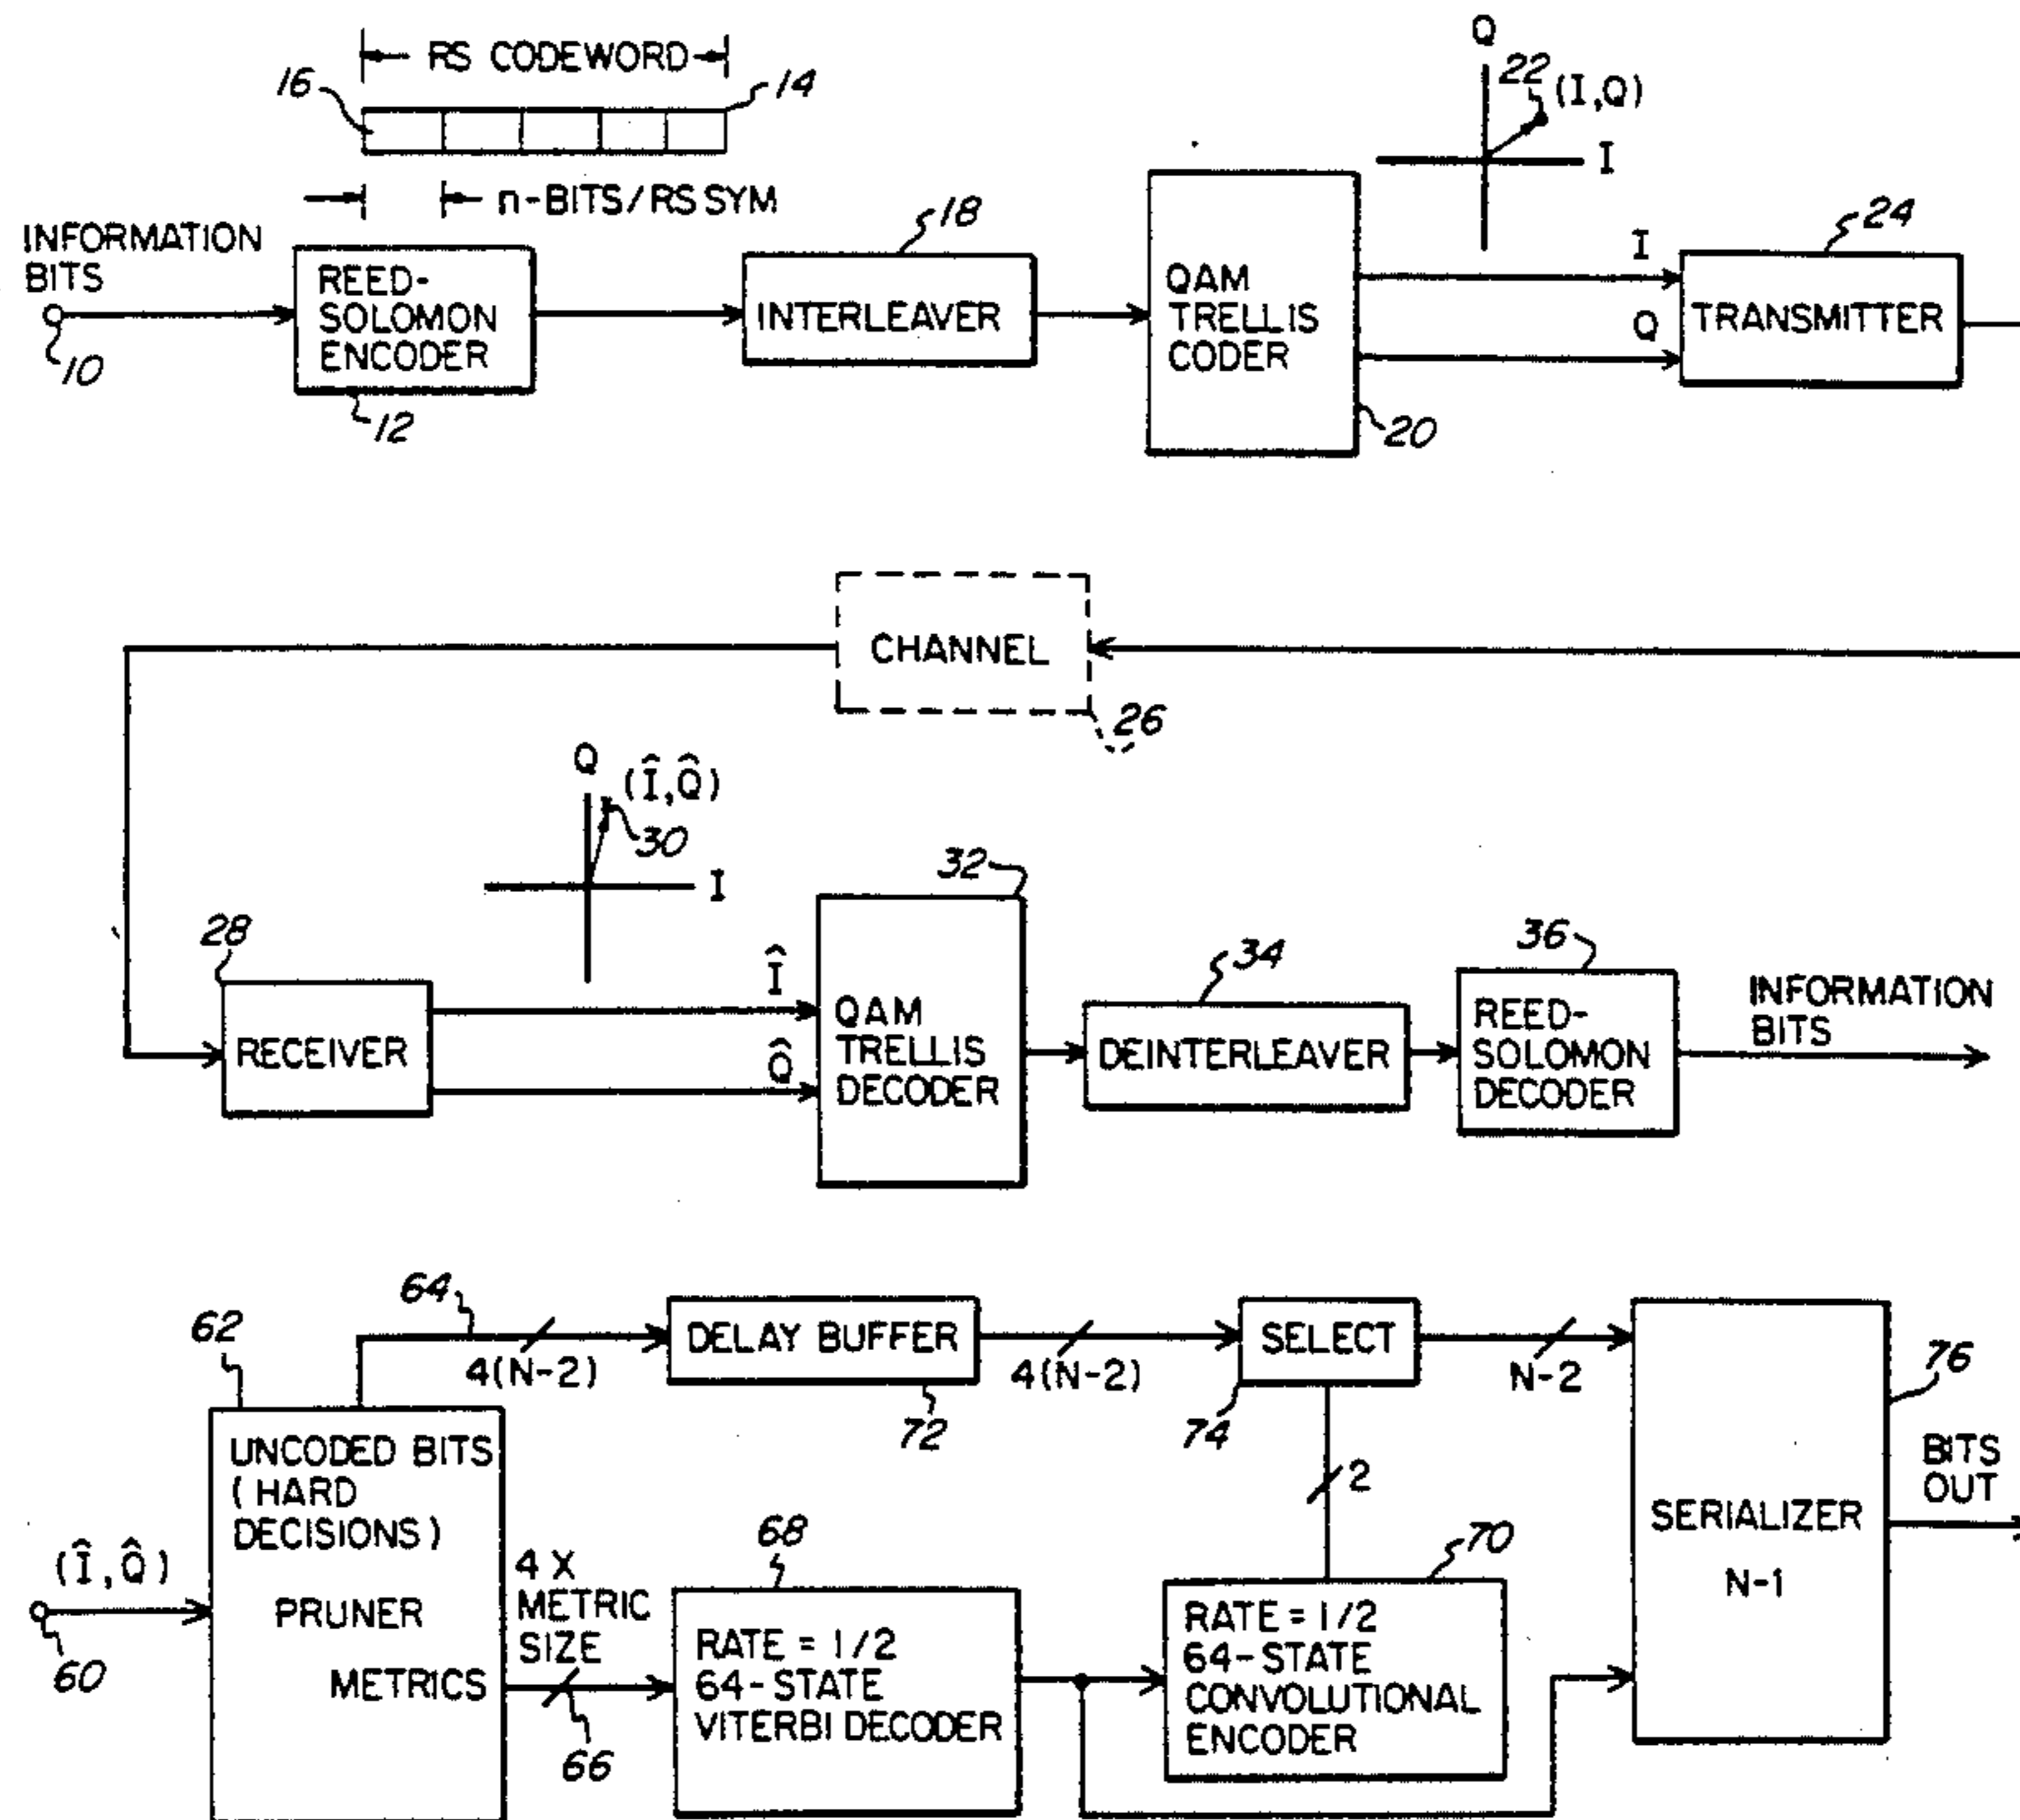 RS CODEWORD
16
14
n-BITS/RS SYM
INFORMATION
BITS
10
REED-
SOLOMON
ENCODER
12
18
INTERLEAVER
QAM
TRELLIS
CODER
20
Q
22
(I,Q)
I
I
Q
24
TRANSMITTER
CHANNEL
26
Q
(Î,Q̂)
30
I
28
RECEIVER
Î
Q̂
32
QAM
TRELLIS
DECODER
34
DEINTERLEAVER
36
REED-
SOLOMON
DECODER
INFORMATION
BITS
62
64
4(N-2)
DELAY BUFFER
72
4(N-2)
SELECT
74
N-2
76
UNCODED BITS
(HARD
DECISIONS)
PRUNER
METRICS
(Î,Q̂)
60
4 X
METRIC
SIZE
66
68
RATE = 1/2
64-STATE
VITERBI DECODER
2
70
RATE = 1/2
64-STATE
CONVOLUTIONAL
ENCODER
SERIALIZER
N-1
BITS
OUT